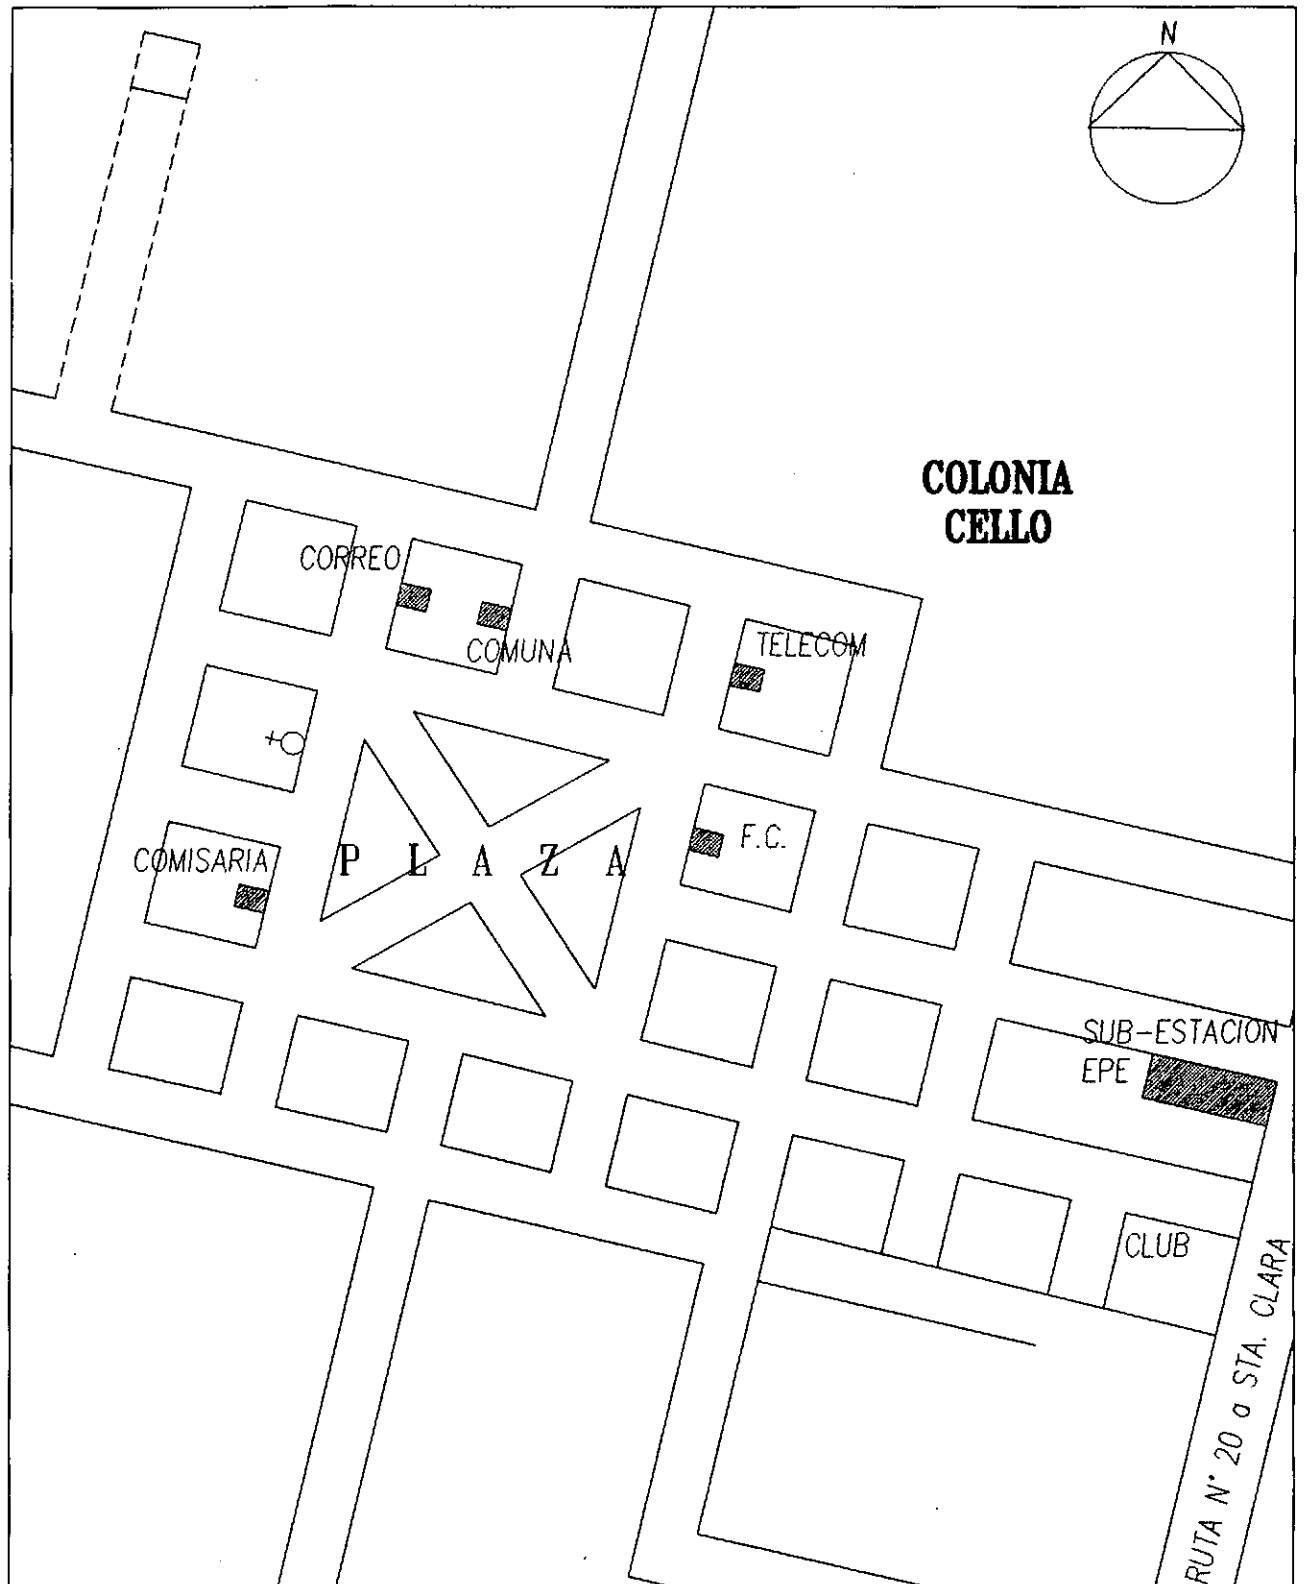 N
COLONIA
CELLO
CORREO
COMUNA
TELECOM
F.C.
COMISARIA
P L A Z A
SUB-ESTACION
EPE
CLUB
RUTA N° 20 a STA. CLARA